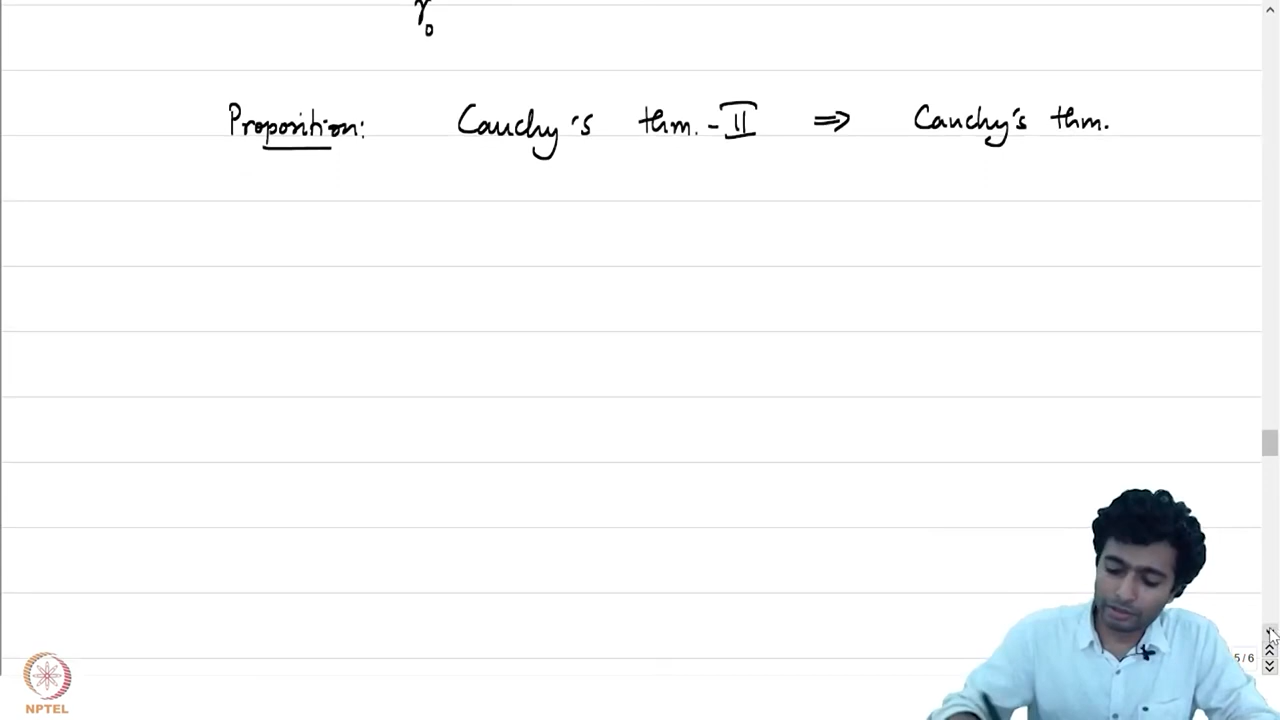 γ₀
Proposition: Cauchy's thm. - II ⇒ Cauchy's thm.
5/6
NPTEL